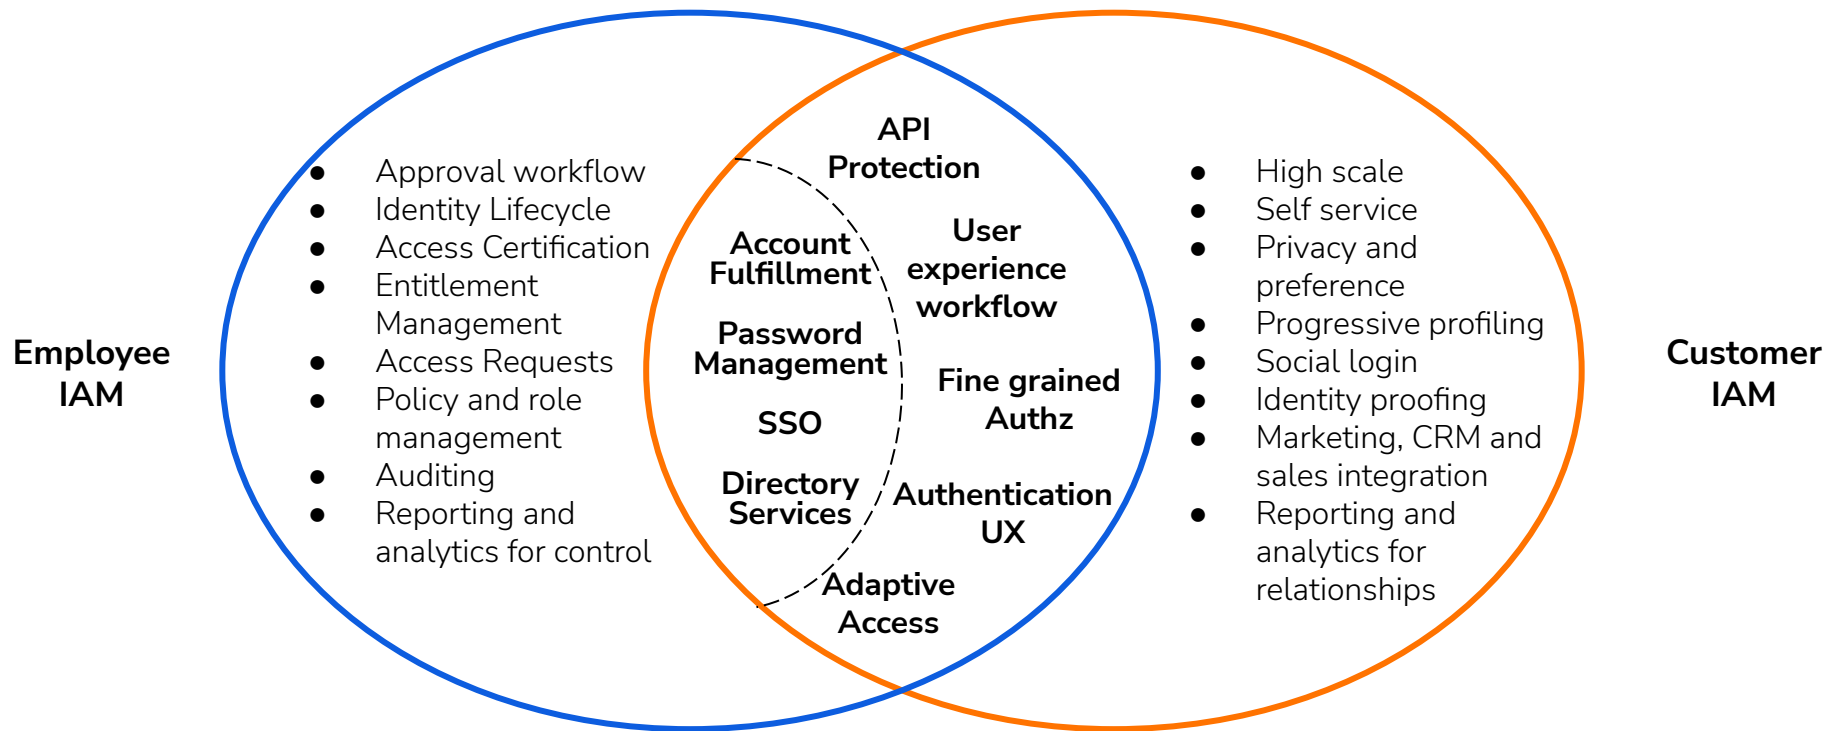 Employee
IAM
● Approval workflow
● Identity Lifecycle
● Access Certification
● Entitlement
Management
● Access Requests
● Policy and role
management
● Auditing
● Reporting and
analytics for control
Account
Fulfillment
Password
Management
SSO
Directory
Services
API
Protection
User
experience
workflow
Fine grained
Authz
Authentication
UX
Adaptive
Access
● High scale
● Self service
● Privacy and
preference
● Progressive profiling
● Social login
● Identity proofing
● Marketing, CRM and
sales integration
● Reporting and
analytics for
relationships
Customer
IAM